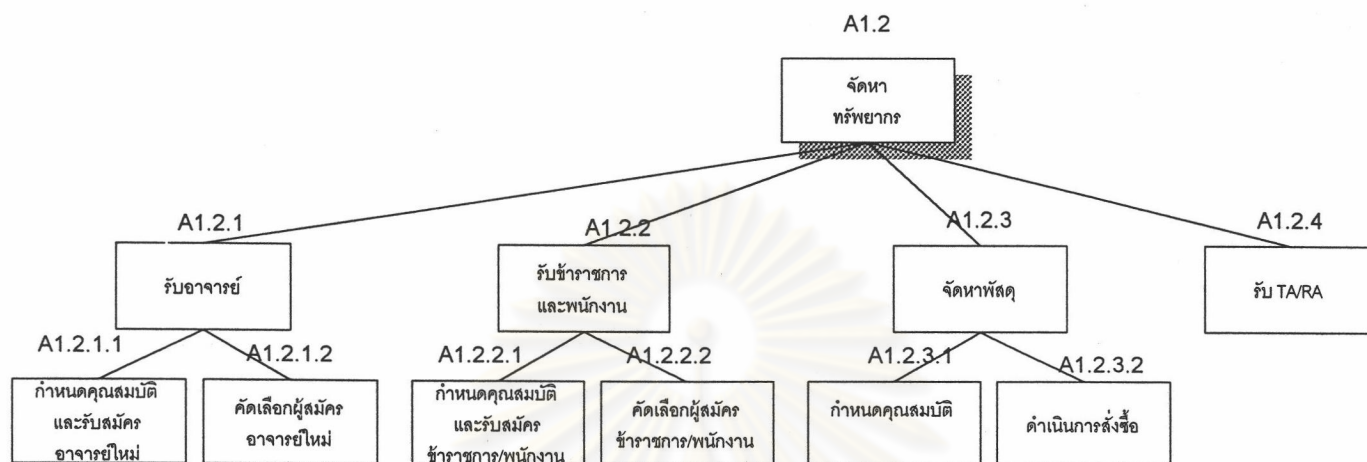 A1.2
จัดหา
ทรัพยากร
A1.2.1
A1.2.2
A1.2.3
A1.2.4
รับอาจารย์
รับข้าราชการ
และพนักงาน
จัดหาพัสดุ
รับ TA/RA
A1.2.1.1
A1.2.1.2
A1.2.2.1
A1.2.2.2
A1.2.3.1
A1.2.3.2
กำหนดคุณสมบัติ
และรับสมัคร
อาจารย์ใหม่
คัดเลือกผู้สมัคร
อาจารย์ใหม่
กำหนดคุณสมบัติ
และรับสมัคร
ข้าราชการ/พนักงาน
คัดเลือกผู้สมัคร
ข้าราชการ/พนักงาน
กำหนดคุณสมบัติ
ดำเนินการสั่งซื้อ